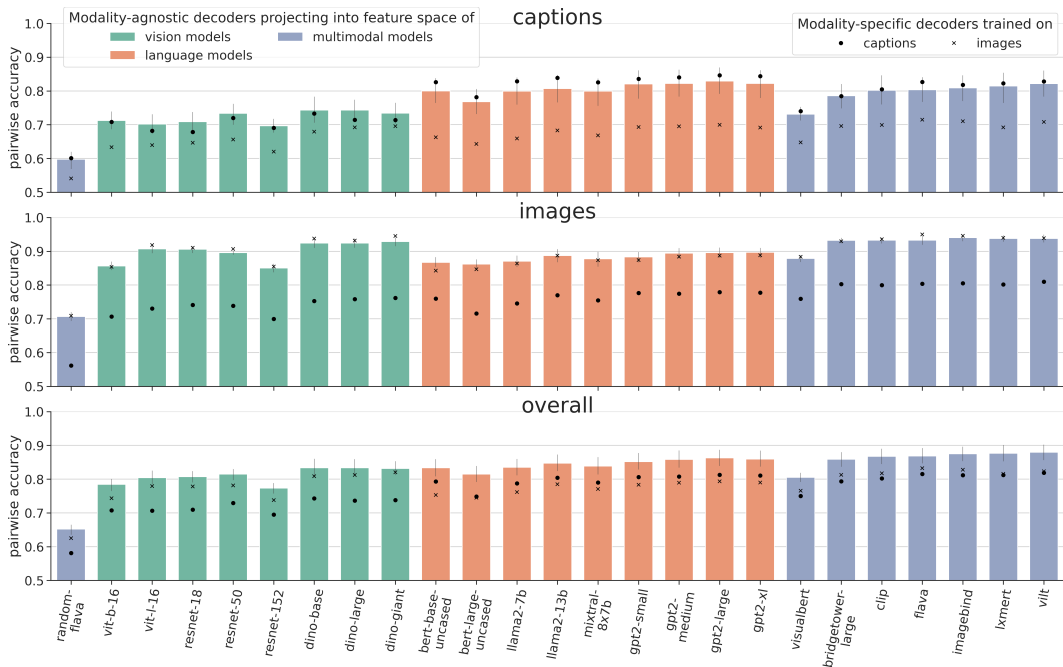 captions
Modality-agnostic decoders projecting into feature space of
vision models
multimodal models
language models
Modality-specific decoders trained on
captions
images
pairwise accuracy
1.0
0.9
0.8
0.7
0.6
0.5
images
pairwise accuracy
1.0
0.9
0.8
0.7
0.6
0.5
overall
pairwise accuracy
1.0
0.9
0.8
0.7
0.6
0.5
random-
flava
vit-b-16
vit-l-16
resnet-18
resnet-50
resnet-152
dino-base
dino-large
dino-giant
bert-base-
uncased
bert-large-
uncased
llama2-7b
llama2-13b
mixtral-
8x7b
gpt2-small
gpt2-
medium
gpt2-large
gpt2-xl
visualbert
bridgetower-
large
clip
flava
imagebind
lxmert
vilt